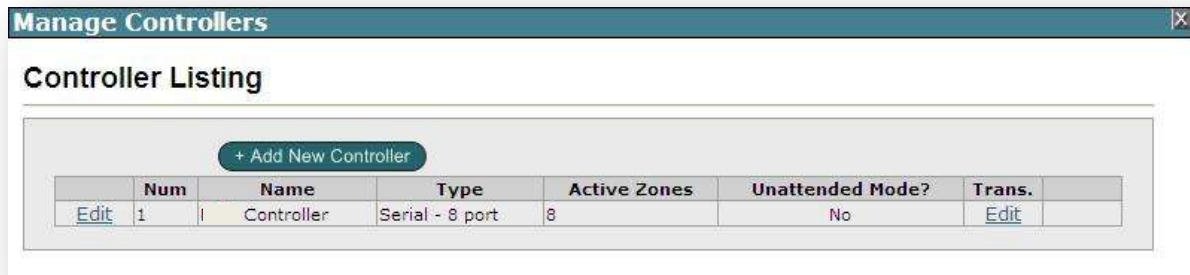 Manage Controllers X
Controller Listing
+ Add New Controller
Num Name Type Active Zones Unattended Mode? Trans.
Edit 1 Controller Serial - 8 port 8 No Edit